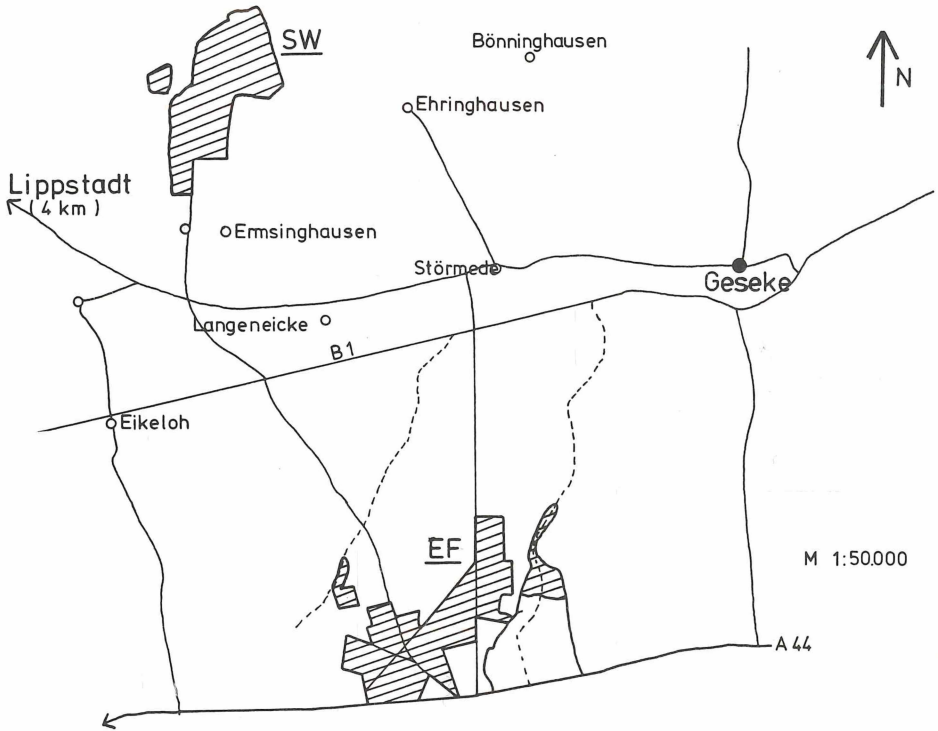 SW
Bönninghausen
N
Ehringhausen
Lippstadt
(4 km)
Ermsinghausen
Störmede
Geseke
Langeneicke
B1
Eikeloh
EF
M 1:50.000
A 44